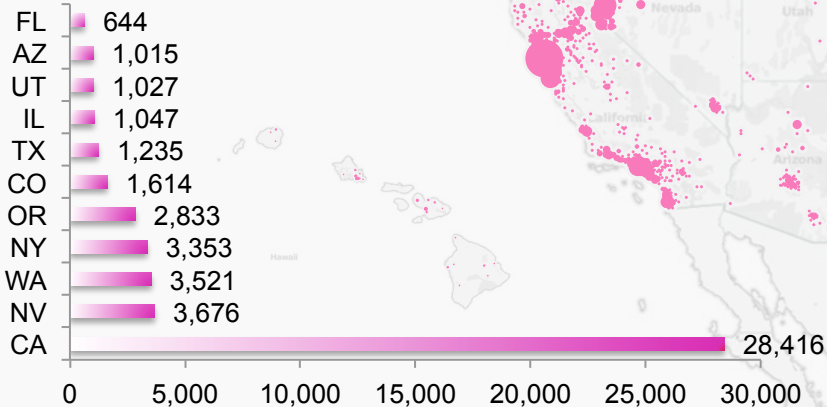 FL 644
AZ 1,015
UT 1,027
IL 1,047
TX 1,235
CO 1,614
OR 2,833
NY 3,353
WA 3,521
NV 3,676
CA 28,416
0 5,000 10,000 15,000 20,000 25,000 30,000
Nevada
Utah
California
Arizona
Hawaii